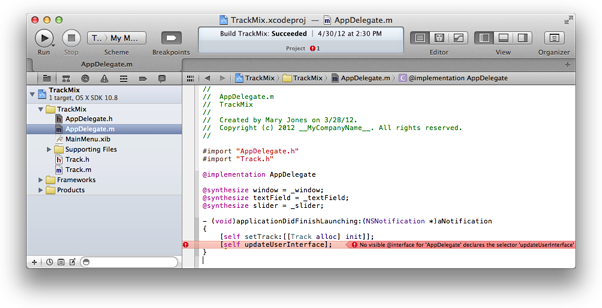 TrackMix.xcodeproj — AppDelegate.m
Run
Stop
T... My M...
Scheme
Breakpoints
Build TrackMix: Succeeded | 4/30/12 at 2:30 PM
Project 1
Editor
View
Organizer
AppDelegate.m
TrackMix
1 target, OS X SDK 10.8
TrackMix
AppDelegate.h
AppDelegate.m
MainMenu.xib
Supporting Files
Track.h
Track.m
Frameworks
Products
TrackMix TrackMix AppDelegate.m @implementation AppDelegate
//
// AppDelegate.m
// TrackMix
//
// Created by Mary Jones on 3/28/12.
// Copyright (c) 2012 __MyCompanyName__. All rights reserved.
//
#import "AppDelegate.h"
#import "Track.h"
@implementation AppDelegate
@synthesize window = _window;
@synthesize textField = _textField;
@synthesize slider = _slider;
- (void)applicationDidFinishLaunching:(NSNotification *)aNotification
{
[self setTrack:[[Track alloc] init]];
[self updateUserInterface]; No visible @interface for 'AppDelegate' declares the selector 'updateUserInterface'
}